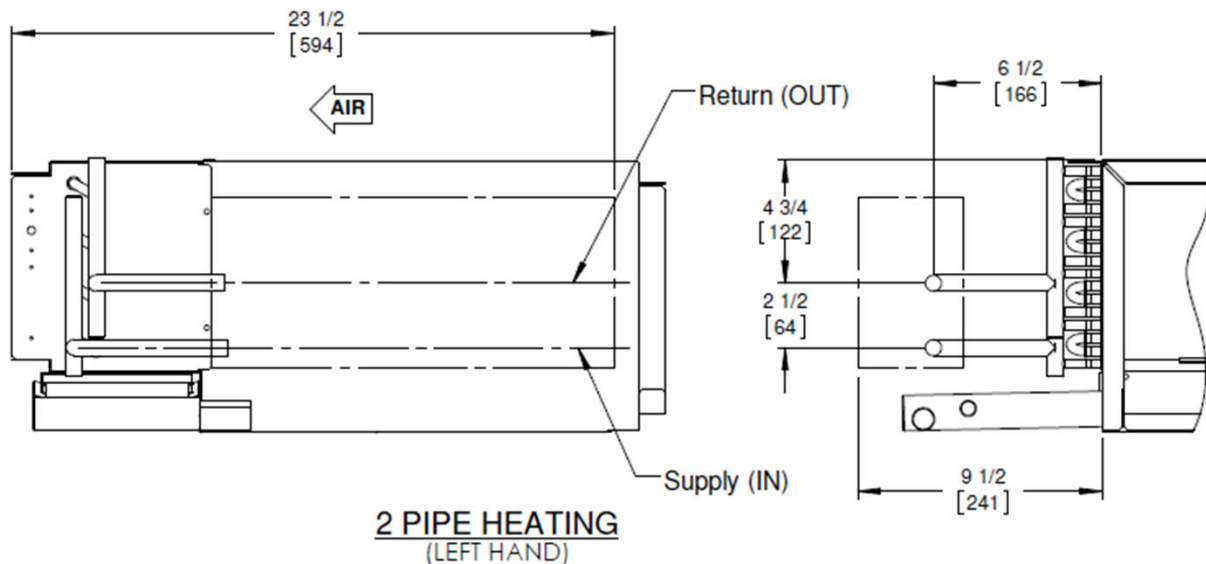 23 1/2
[594]
AIR
Return (OUT)
6 1/2
[166]
4 3/4
[122]
2 1/2
[64]
Supply (IN)
9 1/2
[241]
2 PIPE HEATING
(LEFT HAND)